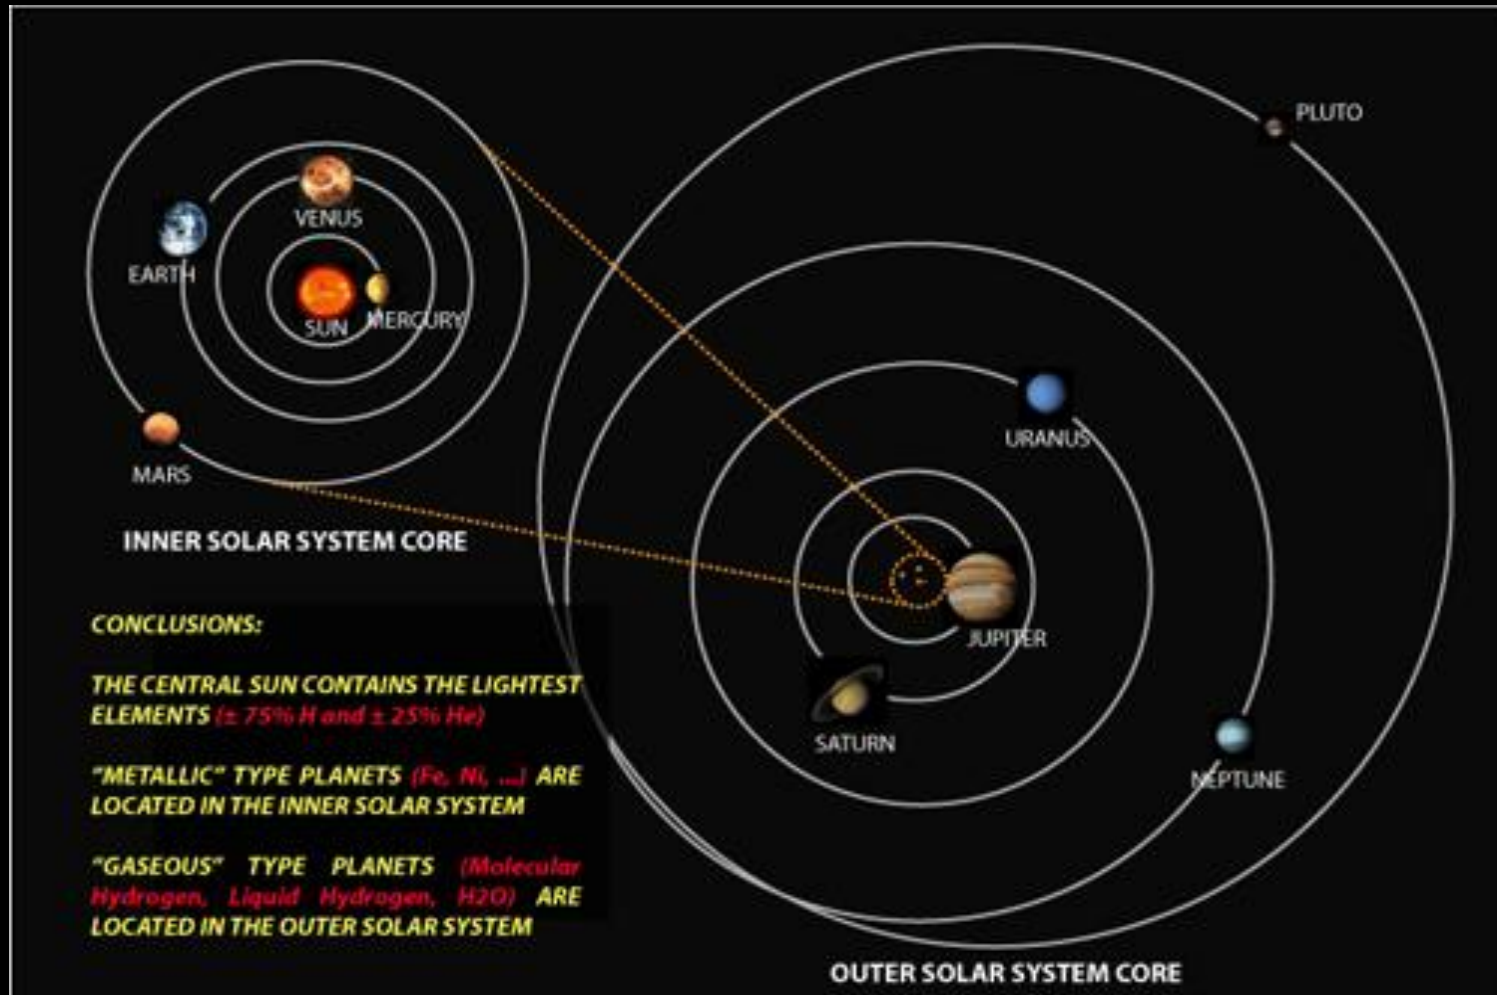 PLUTO
VENUS
EARTH
SUN
MERCURY
MARS
URANUS
JUPITER
SATURN
NEPTUNE
INNER SOLAR SYSTEM CORE
CONCLUSIONS:
THE CENTRAL SUN CONTAINS THE LIGHTEST
ELEMENTS (± 75% H and ± 25% He)
"METALLIC" TYPE PLANETS (Fe, Ni, ...) ARE
LOCATED IN THE INNER SOLAR SYSTEM
"GASEOUS" TYPE PLANETS (Molecular
Hydrogen, Liquid Hydrogen, H2O) ARE
LOCATED IN THE OUTER SOLAR SYSTEM
OUTER SOLAR SYSTEM CORE